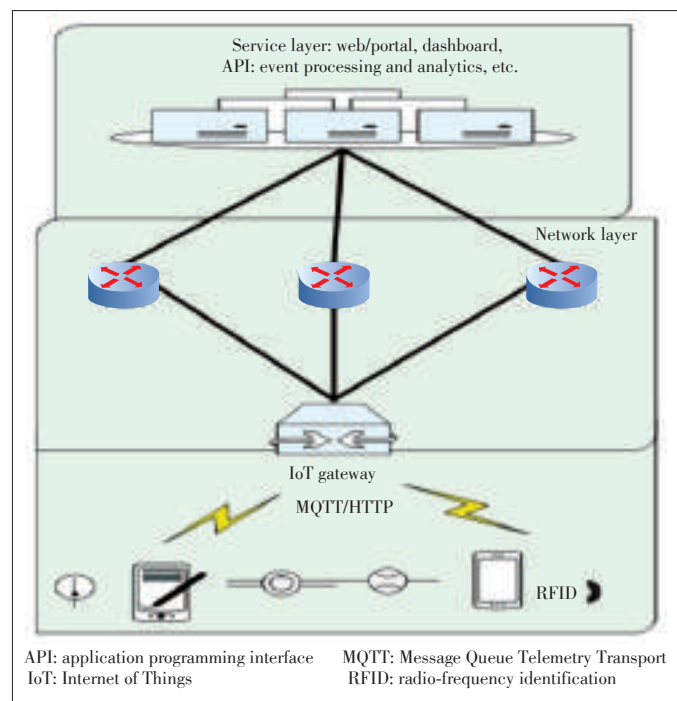 Service layer: web/portal, dashboard,
API: event processing and analytics, etc.
Network layer
IoT gateway
MQTT/HTTP
RFID
API: application programming interface
MQTT: Message Queue Telemetry Transport
IoT: Internet of Things
RFID: radio-frequency identification